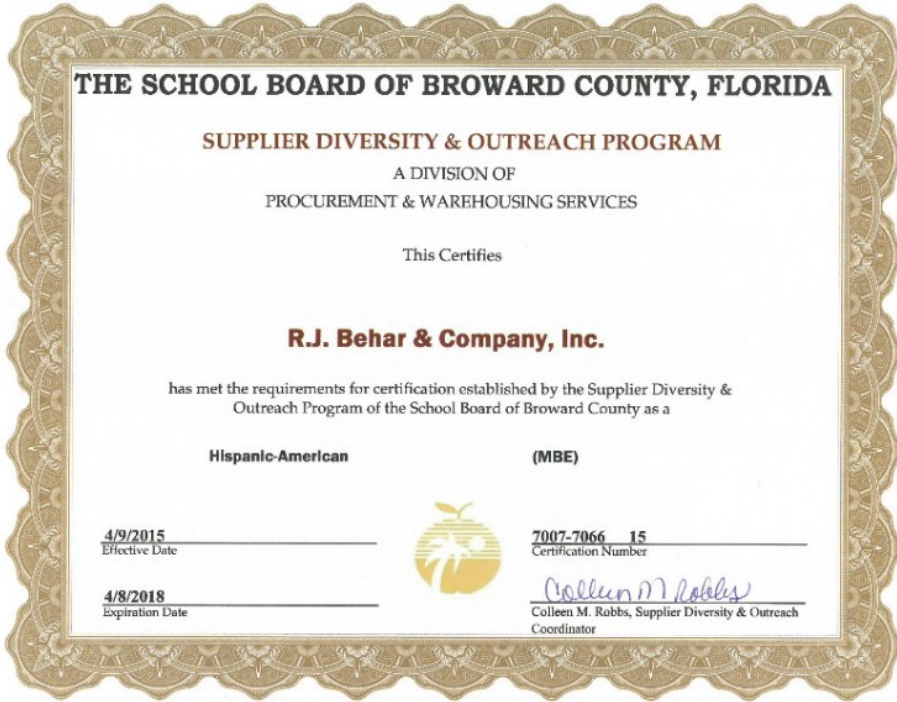 THE SCHOOL BOARD OF BROWARD COUNTY, FLORIDA
SUPPLIER DIVERSITY & OUTREACH PROGRAM
A DIVISION OF
PROCUREMENT & WAREHOUSING SERVICES
This Certifies
R.J. Behar & Company, Inc.
has met the requirements for certification established by the Supplier Diversity &
Outreach Program of the School Board of Broward County as a
Hispanic-American (MBE)
4/9/2015
Effective Date
7007-7066 15
Certification Number
4/8/2018
Expiration Date
Colleen M Robbs
Colleen M. Robbs, Supplier Diversity & Outreach
Coordinator